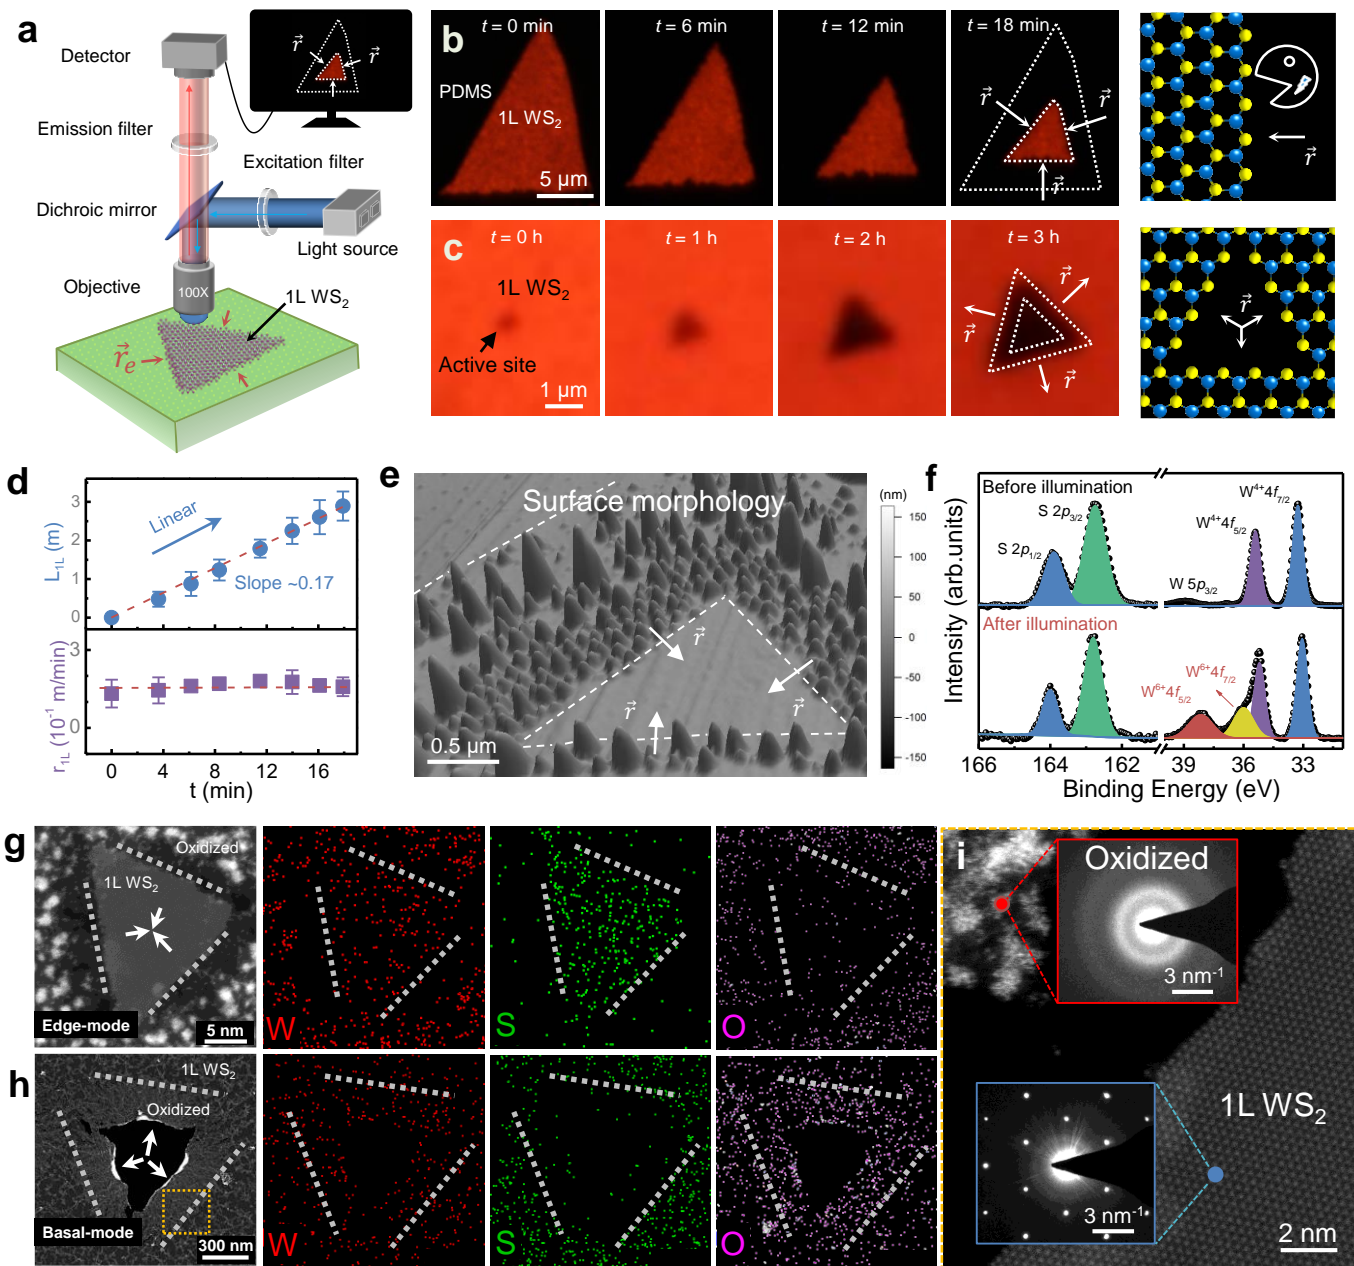 a
Detector
Emission filter
Excitation filter
Dichroic mirror
Light source
Objective
100X
1L WS₂
r⃗ₑ
r⃗
r⃗
b
t = 0 min
t = 6 min
t = 12 min
t = 18 min
PDMS
1L WS₂
5 µm
r⃗
r⃗
r⃗
r⃗
c
t = 0 h
t = 1 h
t = 2 h
t = 3 h
1L WS₂
Active site
1 µm
r⃗
r⃗
r⃗
r⃗
d
L₁L (m)
3
2
1
0
Linear
Slope ~0.17
r₁L (10⁻¹ m/min)
3
0
0 4 8 12 16
t (min)
e
Surface morphology
r⃗
r⃗
r⃗
0.5 µm
(nm)
150
100
50
0
-50
-100
-150
f
Intensity (arb.units)
Before illumination
S 2p3/2
S 2p1/2
W⁴⁺4f7/2
W⁴⁺4f5/2
W 5p3/2
After illumination
W⁶⁺4f7/2
W⁶⁺4f5/2
166 164 162 39 36 33
Binding Energy (eV)
g
Oxidized
1L WS₂
Edge-mode
5 nm
W
S
O
h
1L WS₂
Oxidized
Basal-mode
300 nm
W
S
O
i
Oxidized
3 nm⁻¹
1L WS₂
3 nm⁻¹
2 nm